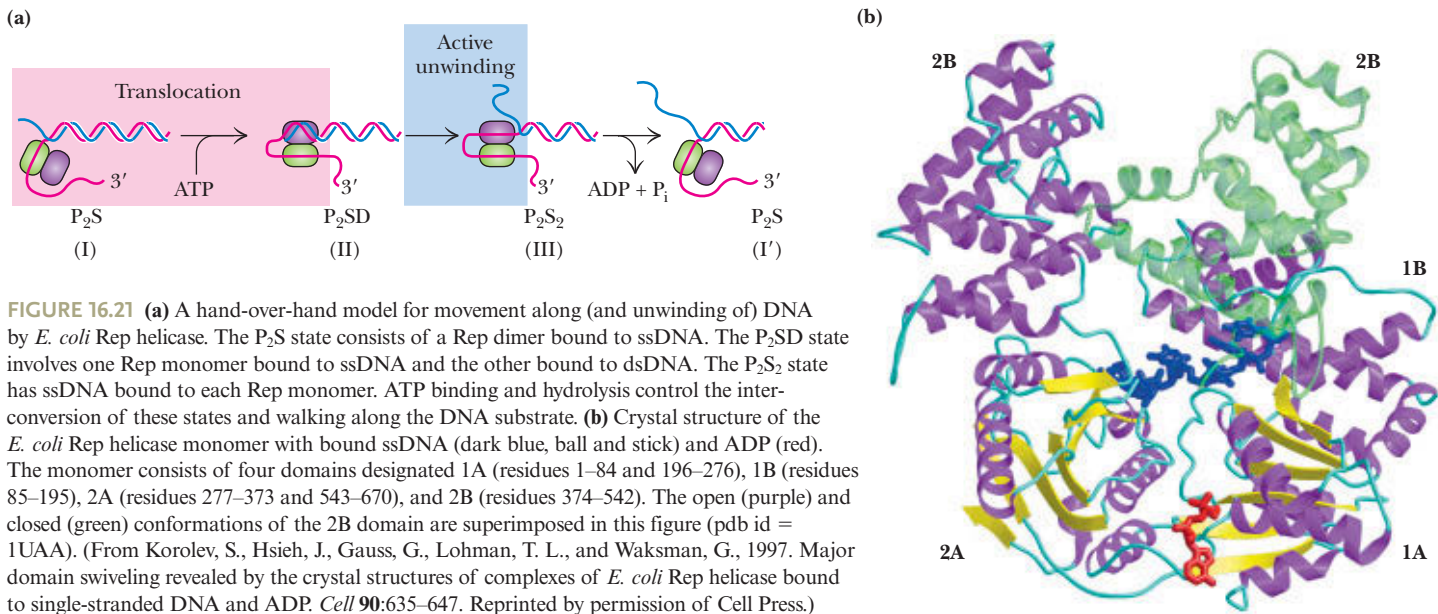 (a)
Translocation
Active
unwinding
ATP
ADP + Pi
3′
3′
3′
3′
P2S
P2SD
P2S2
P2S
(I)
(II)
(III)
(I′)
FIGURE 16.21 (a) A hand-over-hand model for movement along (and unwinding of) DNA
by E. coli Rep helicase. The P2S state consists of a Rep dimer bound to ssDNA. The P2SD state
involves one Rep monomer bound to ssDNA and the other bound to dsDNA. The P2S2 state
has ssDNA bound to each Rep monomer. ATP binding and hydrolysis control the inter-
conversion of these states and walking along the DNA substrate. (b) Crystal structure of the
E. coli Rep helicase monomer with bound ssDNA (dark blue, ball and stick) and ADP (red).
The monomer consists of four domains designated 1A (residues 1–84 and 196–276), 1B (residues
85–195), 2A (residues 277–373 and 543–670), and 2B (residues 374–542). The open (purple) and
closed (green) conformations of the 2B domain are superimposed in this figure (pdb id =
1UAA). (From Korolev, S., Hsieh, J., Gauss, G., Lohman, T. L., and Waksman, G., 1997. Major
domain swiveling revealed by the crystal structures of complexes of E. coli Rep helicase bound
to single-stranded DNA and ADP. Cell 90:635–647. Reprinted by permission of Cell Press.)
(b)
2B
2B
1B
2A
1A